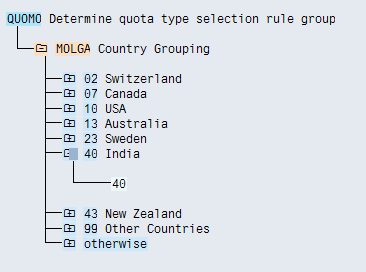 QUOMO Determine quota type selection rule group
MOLGA Country Grouping
02 Switzerland
07 Canada
10 USA
13 Australia
23 Sweden
40 India
40
43 New Zealand
99 Other Countries
otherwise